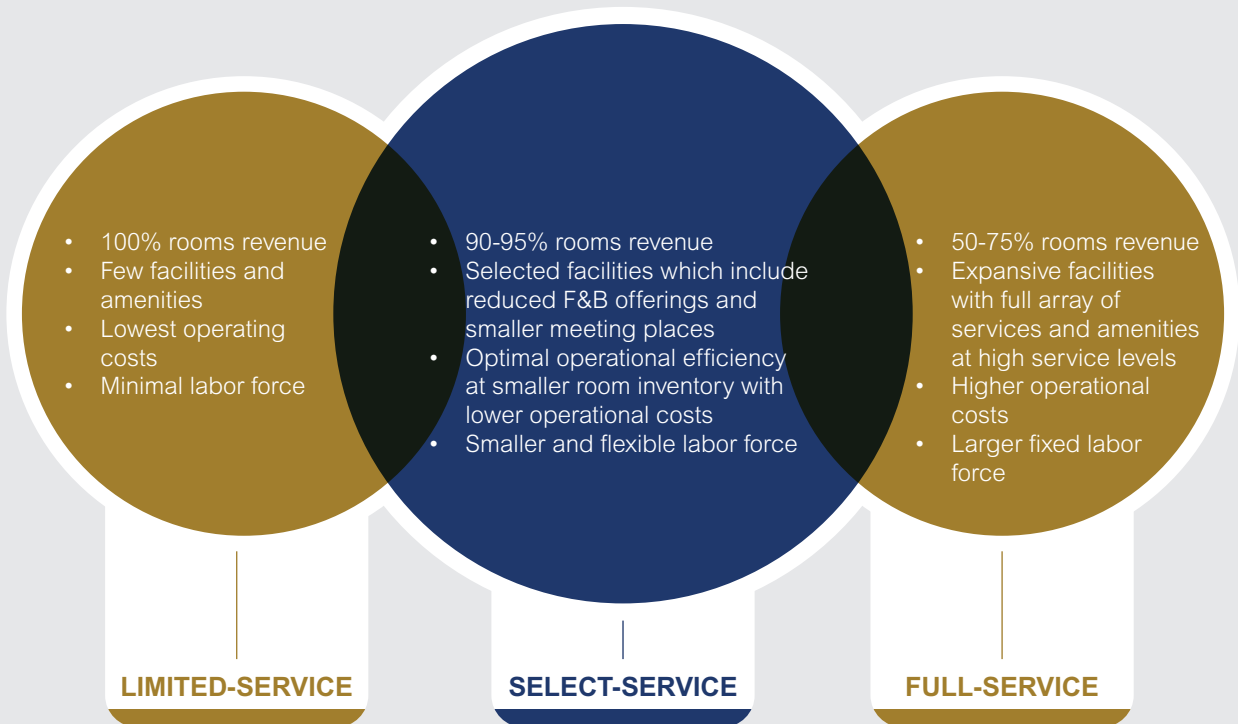 • 100% rooms revenue
• Few facilities and
amenities
• Lowest operating
costs
• Minimal labor force
• 90-95% rooms revenue
• Selected facilities which include
reduced F&B offerings and
smaller meeting places
• Optimal operational efficiency
at smaller room inventory with
lower operational costs
• Smaller and flexible labor force
• 50-75% rooms revenue
• Expansive facilities
with full array of
services and amenities
at high service levels
• Higher operational
costs
• Larger fixed labor
force
LIMITED-SERVICE
SELECT-SERVICE
FULL-SERVICE